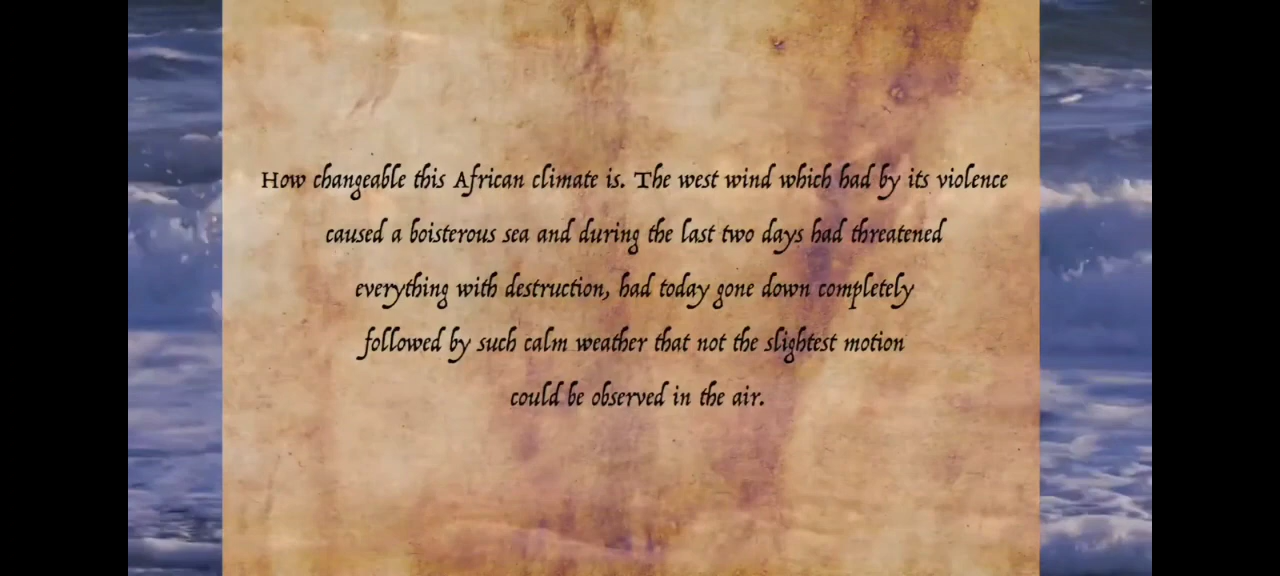 How changeable this African climate is. The west wind which had by its violence
caused a boisterous sea and during the last two days had threatened
everything with destruction, had today gone down completely
followed by such calm weather that not the slightest motion
could be observed in the air.